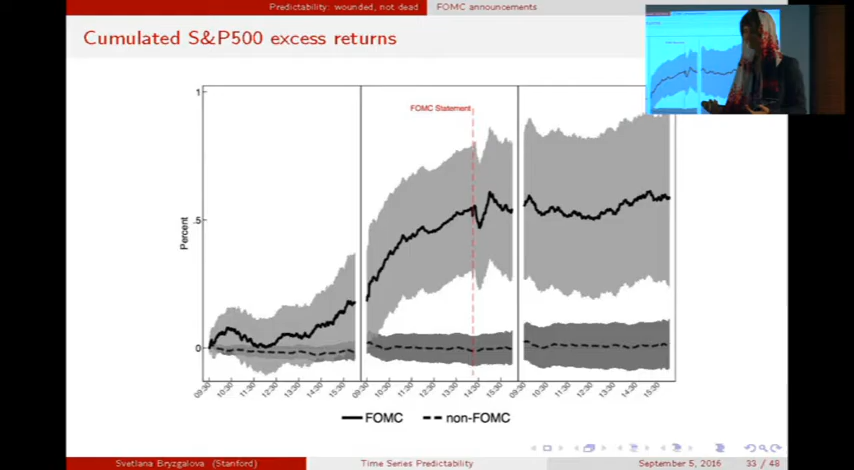 Predictability: wounded, not dead
FOMC announcements
Cumulated S&P500 excess returns
FOMC Statement
1
.5
0
Percent
09:30 10:30 11:30 12:30 13:30 14:30 15:30 09:30 10:30 11:30 12:30 13:30 14:30 15:30 09:30 10:30 11:30 12:30 13:30 14:30 15:30
FOMC non-FOMC
Svetlana Bryzgalova (Stanford)
Time Series Predictability
September 5, 2016
33 / 48